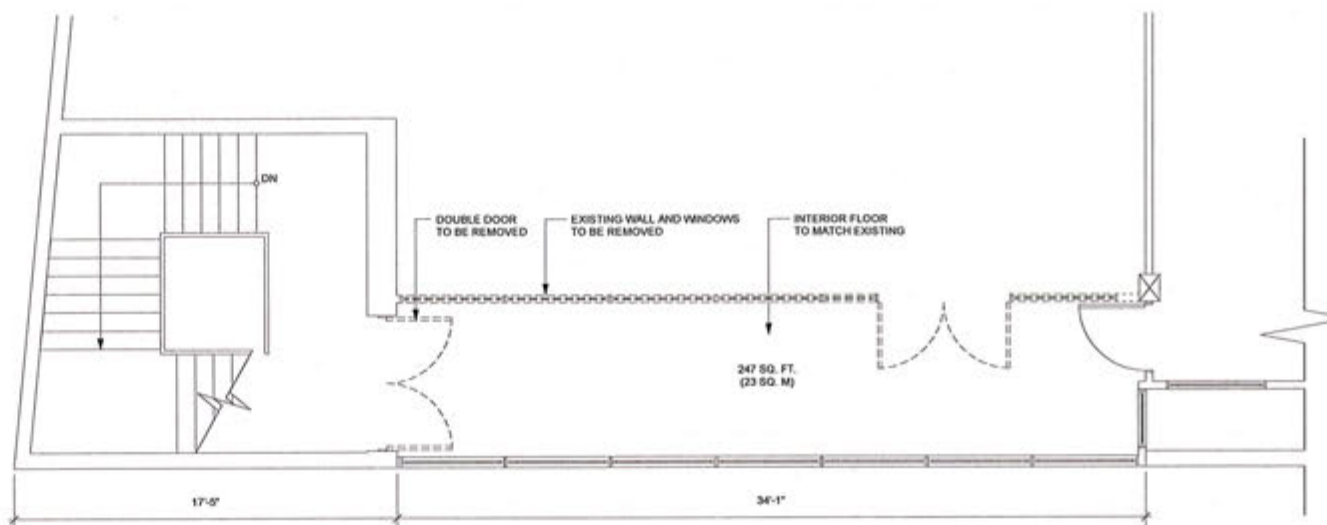 DN
DOUBLE DOOR
TO BE REMOVED
EXISTING WALL AND WINDOWS
TO BE REMOVED
INTERIOR FLOOR
TO MATCH EXISTING
247 SQ. FT.
(23 SQ. M)
17'-5"
34'-1"